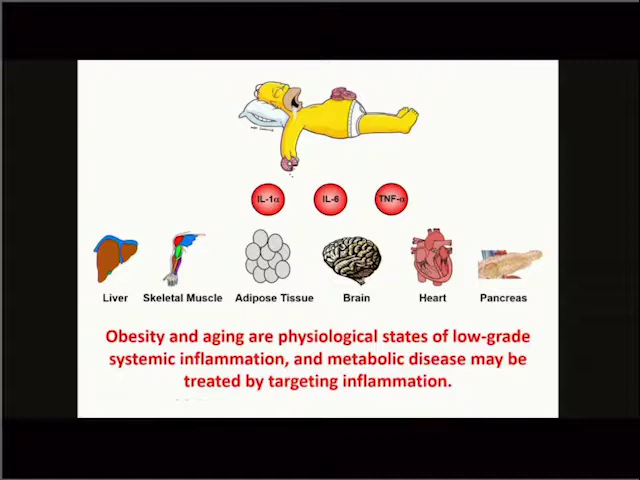 IL-1α
IL-6
TNF-α
Liver
Skeletal Muscle
Adipose Tissue
Brain
Heart
Pancreas
Obesity and aging are physiological states of low-grade
systemic inflammation, and metabolic disease may be
treated by targeting inflammation.